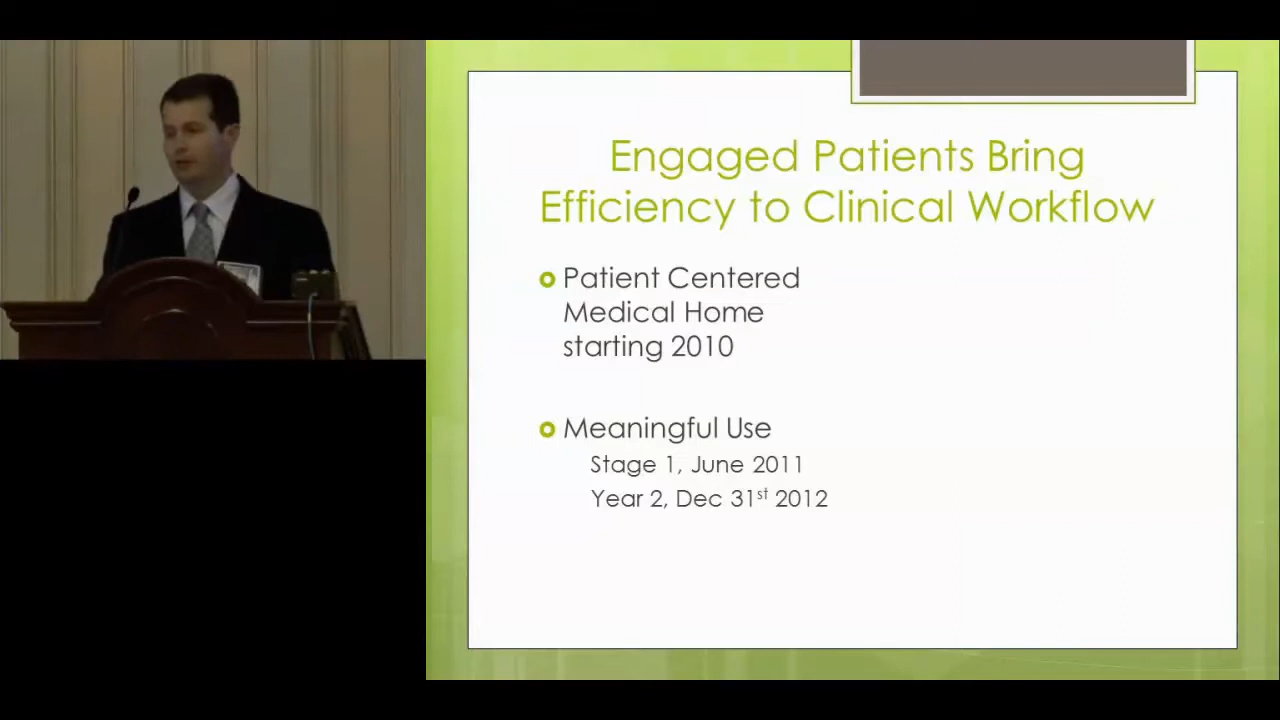 Engaged Patients Bring
Efficiency to Clinical Workflow
Patient Centered
Medical Home
starting 2010
Meaningful Use
Stage 1, June 2011
Year 2, Dec 31st 2012